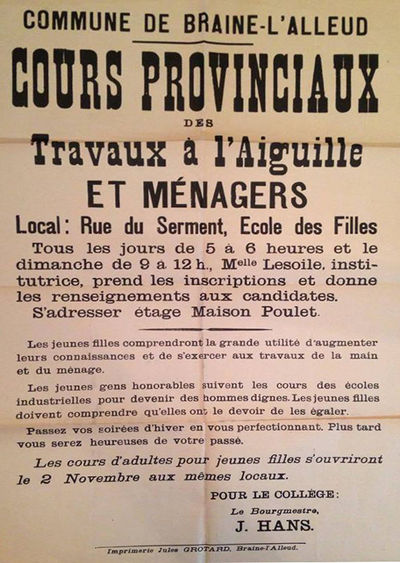 COMMUNE DE BRAINE-L'ALLEUD
COURS PROVINCIAUX
DES
Travaux à l'Aiguille
ET MÉNAGERS
Local: Rue du Serment, Ecole des Filles
Tous les jours de 5 à 6 heures et le
dimanche de 9 à 12 h., Melle Lesoile, insti-
tutrice, prend les inscriptions et donne
les renseignements aux candidates.
S'adresser étage Maison Poulet.
Les jeunes filles comprendront la grande utilité d'augmenter
leurs connaissances et de s'exercer aux travaux de la main
et du ménage.
Les jeunes gens honorables suivent les cours des écoles
industrielles pour devenir des hommes dignes. Les jeunes filles
doivent comprendre qu'elles ont le devoir de les égaler.
Passez vos soirées d'hiver en vous perfectionnant. Plus tard
vous serez heureuses de votre passé.
Les cours d'adultes pour jeunes filles s'ouvriront
le 2 Novembre aux mêmes locaux.
POUR LE COLLÈGE:
Le Bourgmestre,
J. HANS.
Imprimerie Jules GROTARD, Braine-l'Alleud.